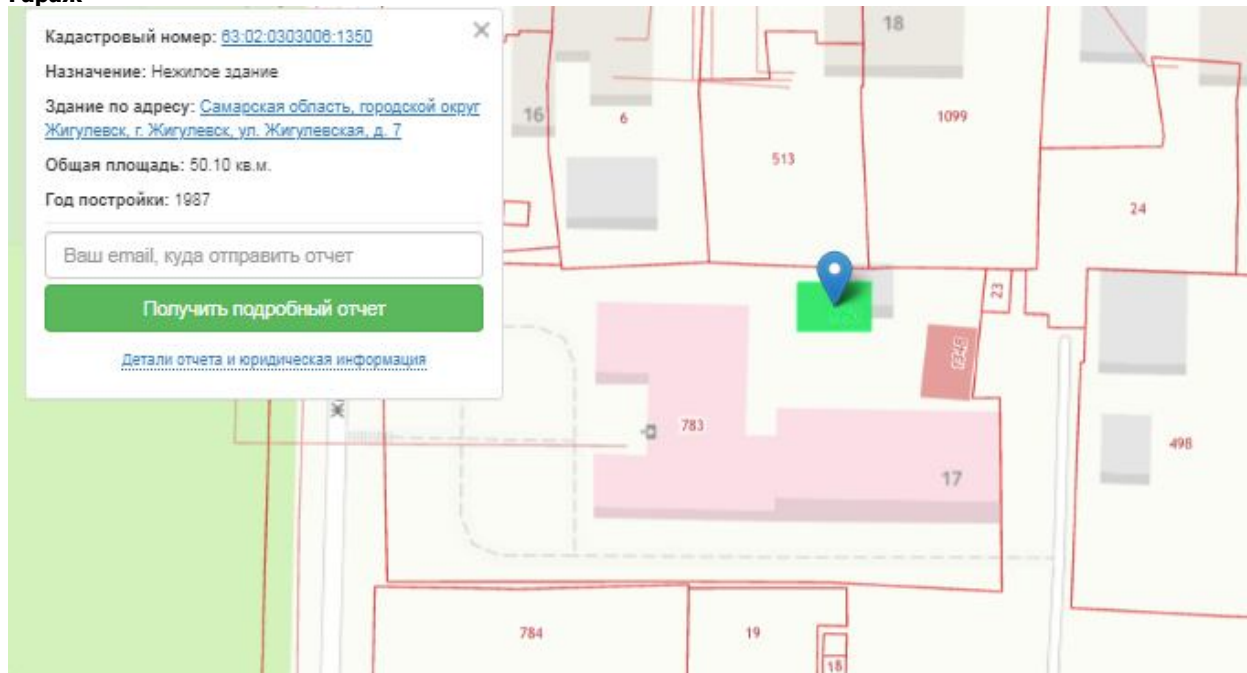 Гараж
Кадастровый номер: 63:02:0303006:1350
×
Назначение: Нежилое здание
Здание по адресу: Самарская область, городской округ
Жигулевск, г. Жигулевск, ул. Жигулевская, д. 7
Общая площадь: 50.10 кв.м.
Год постройки: 1987
Ваш email, куда отправить отчет
Получить подробный отчет
Детали отчета и юридическая информация
18
16
6
1099
513
24
23
1348
Ж
783
498
17
784
19
18